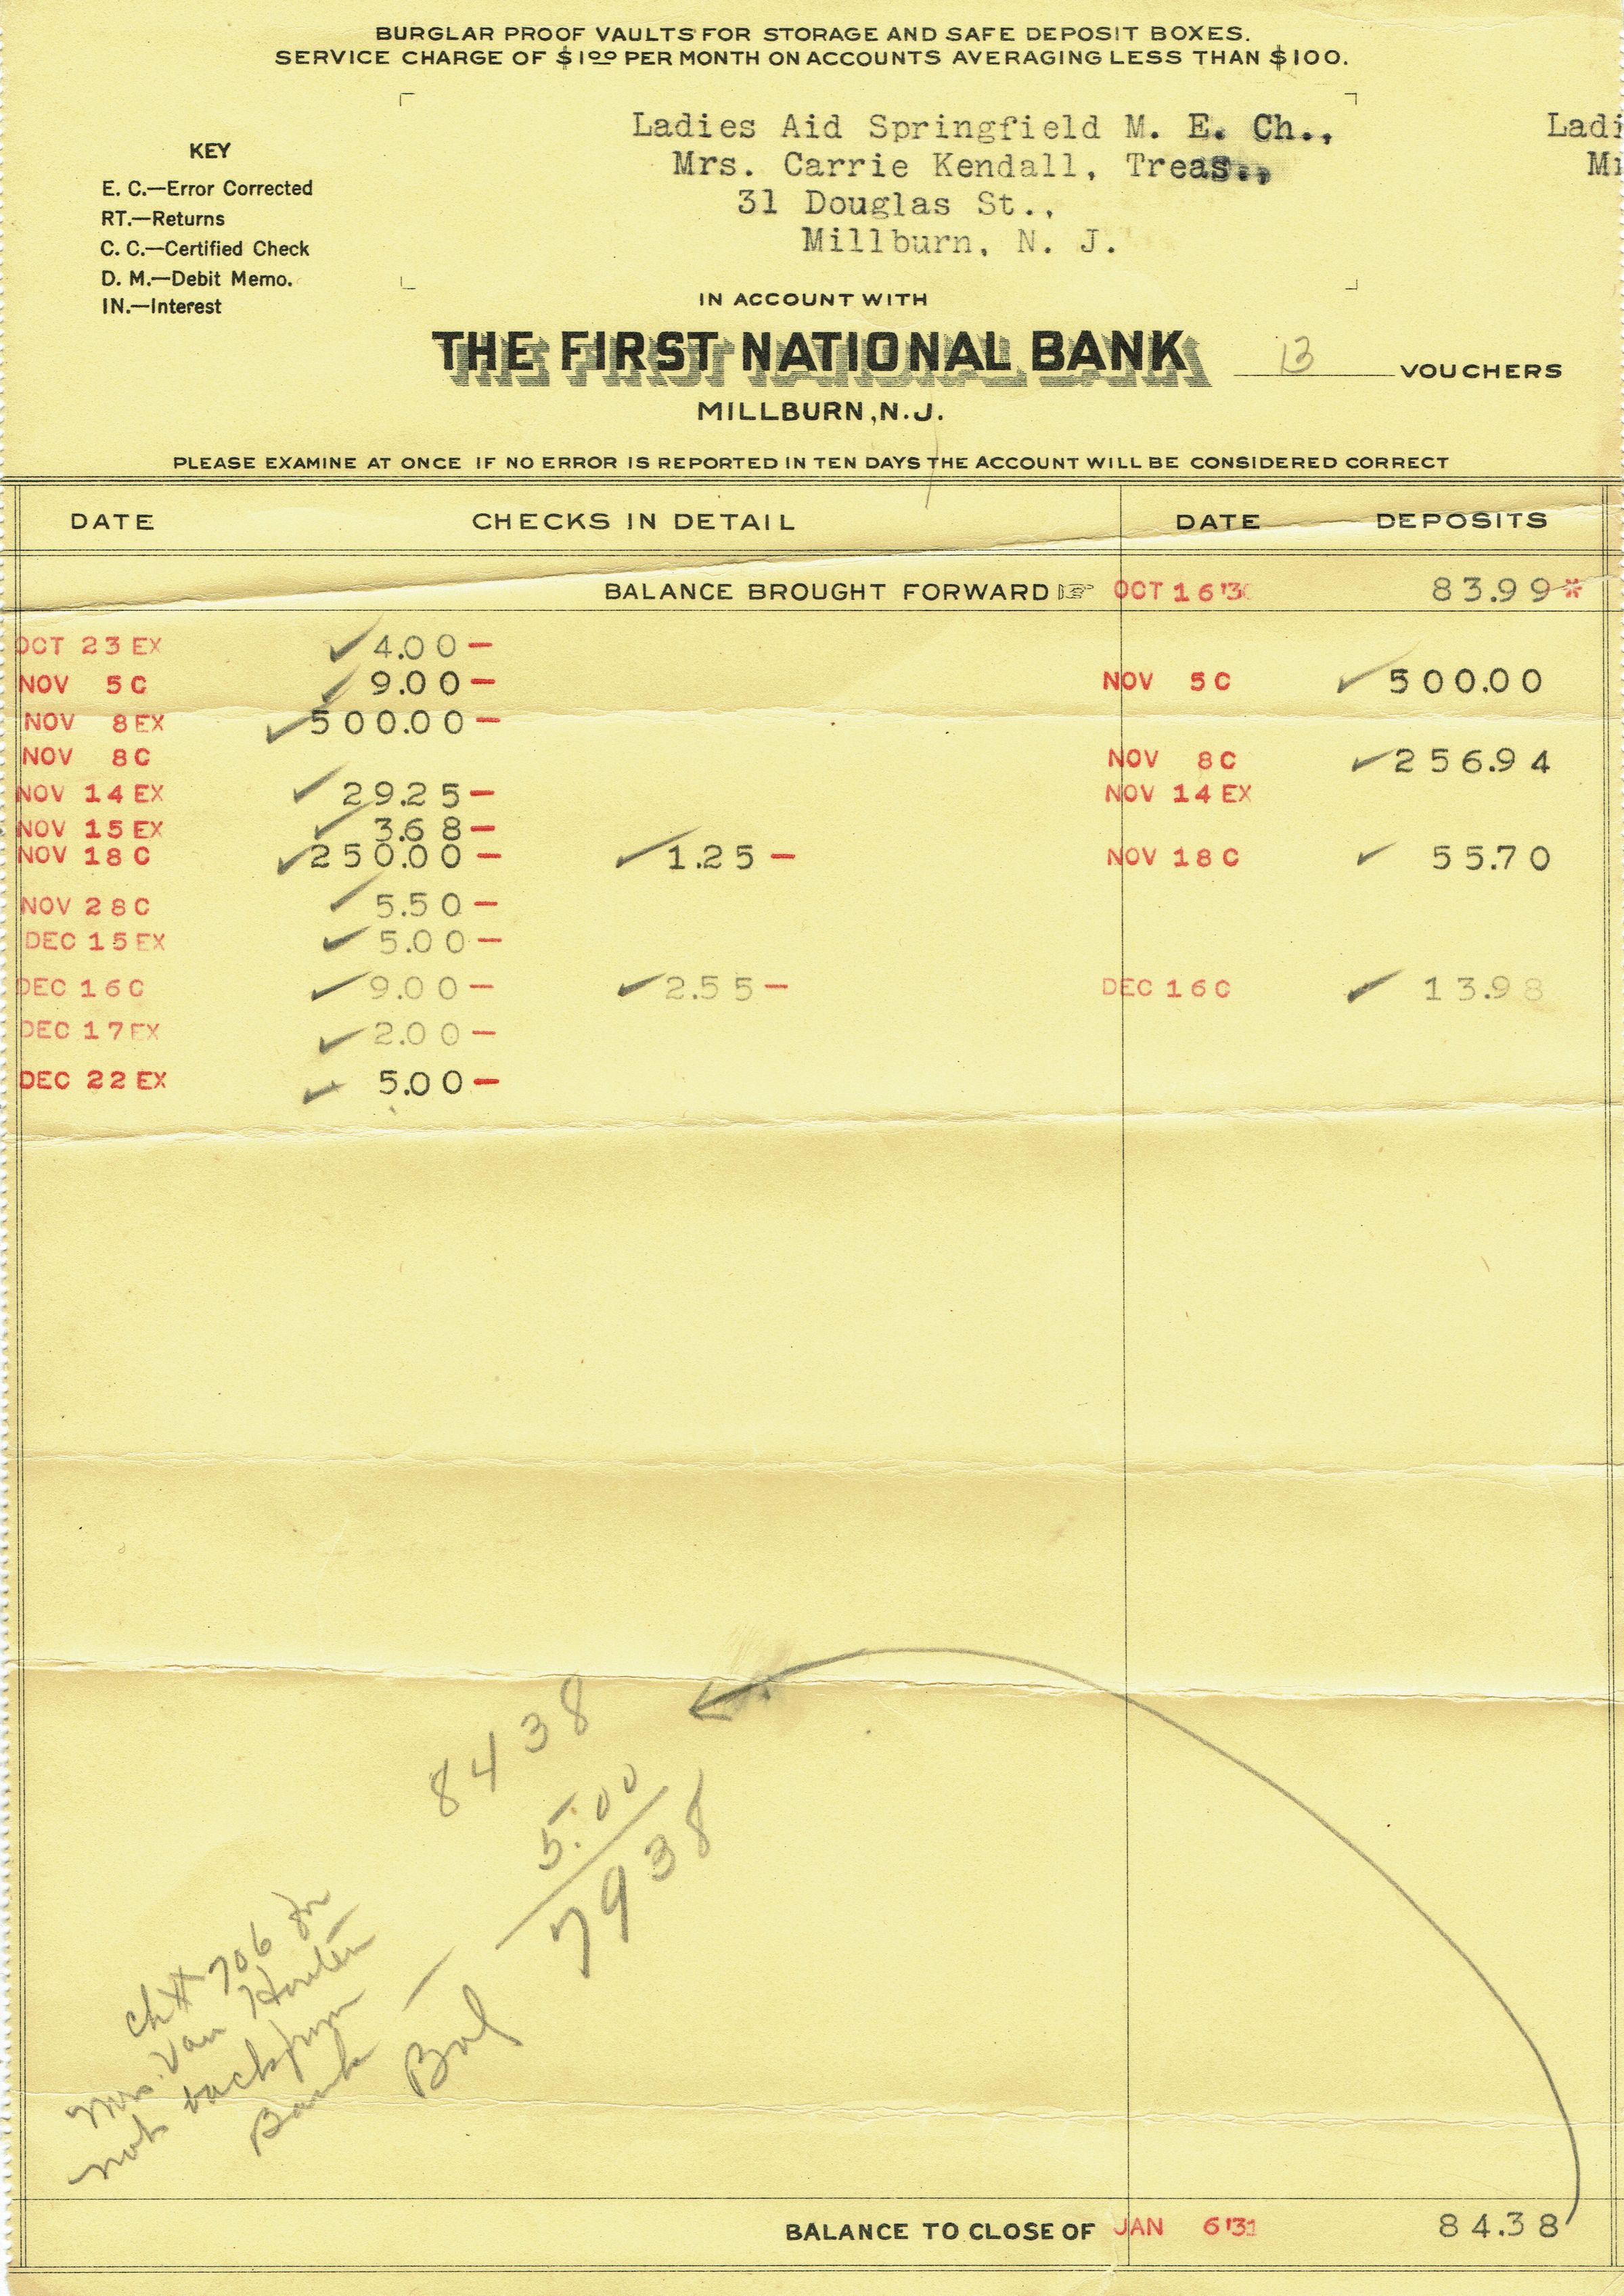 BURGLAR PROOF VAULTS FOR STORAGE AND SAFE DEPOSIT BOXES.
SERVICE CHARGE OF $1.00 PER MONTH ON ACCOUNTS AVERAGING LESS THAN $100.
Ladies Aid Springfield M. E. Ch., Ladi
Mrs. Carrie Kendall, Treas.,
31 Douglas St.,
Millburn, N. J.
KEY
E. C.—Error Corrected
RT.—Returns
C. C.—Certified Check
D. M.—Debit Memo.
IN.—Interest
IN ACCOUNT WITH
THE FIRST NATIONAL BANK
13 VOUCHERS
MILLBURN, N. J.
PLEASE EXAMINE AT ONCE IF NO ERROR IS REPORTED IN TEN DAYS THE ACCOUNT WILL BE CONSIDERED CORRECT
DATE CHECKS IN DETAIL DATE DEPOSITS
BALANCE BROUGHT FORWARD OCT 16'30 83.99*
OCT 23 EX ✓ 4.00 –
NOV 5 C ✓ 9.00 – NOV 5 C ✓ 500.00
NOV 8 EX ✓ 500.00 –
NOV 8 C NOV 8 C ✓ 256.94
NOV 14 EX ✓ 29.25 – NOV 14 EX
NOV 15 EX ✓ 3.68 –
NOV 18 C ✓ 250.00 – ✓ 1.25 – NOV 18 C ✓ 55.70
NOV 28 C ✓ 5.50 –
DEC 15 EX ✓ 5.00 –
DEC 16 C ✓ 9.00 – ✓ 2.55 – DEC 16 C ✓ 13.98
DEC 17 EX ✓ 2.00 –
DEC 22 EX ✓ 5.00 –
8438
5.00
7938
Bal
ch# 706 for
Mrs. Van Houten
not back from
Bank –
BALANCE TO CLOSE OF JAN 6'31 84.38